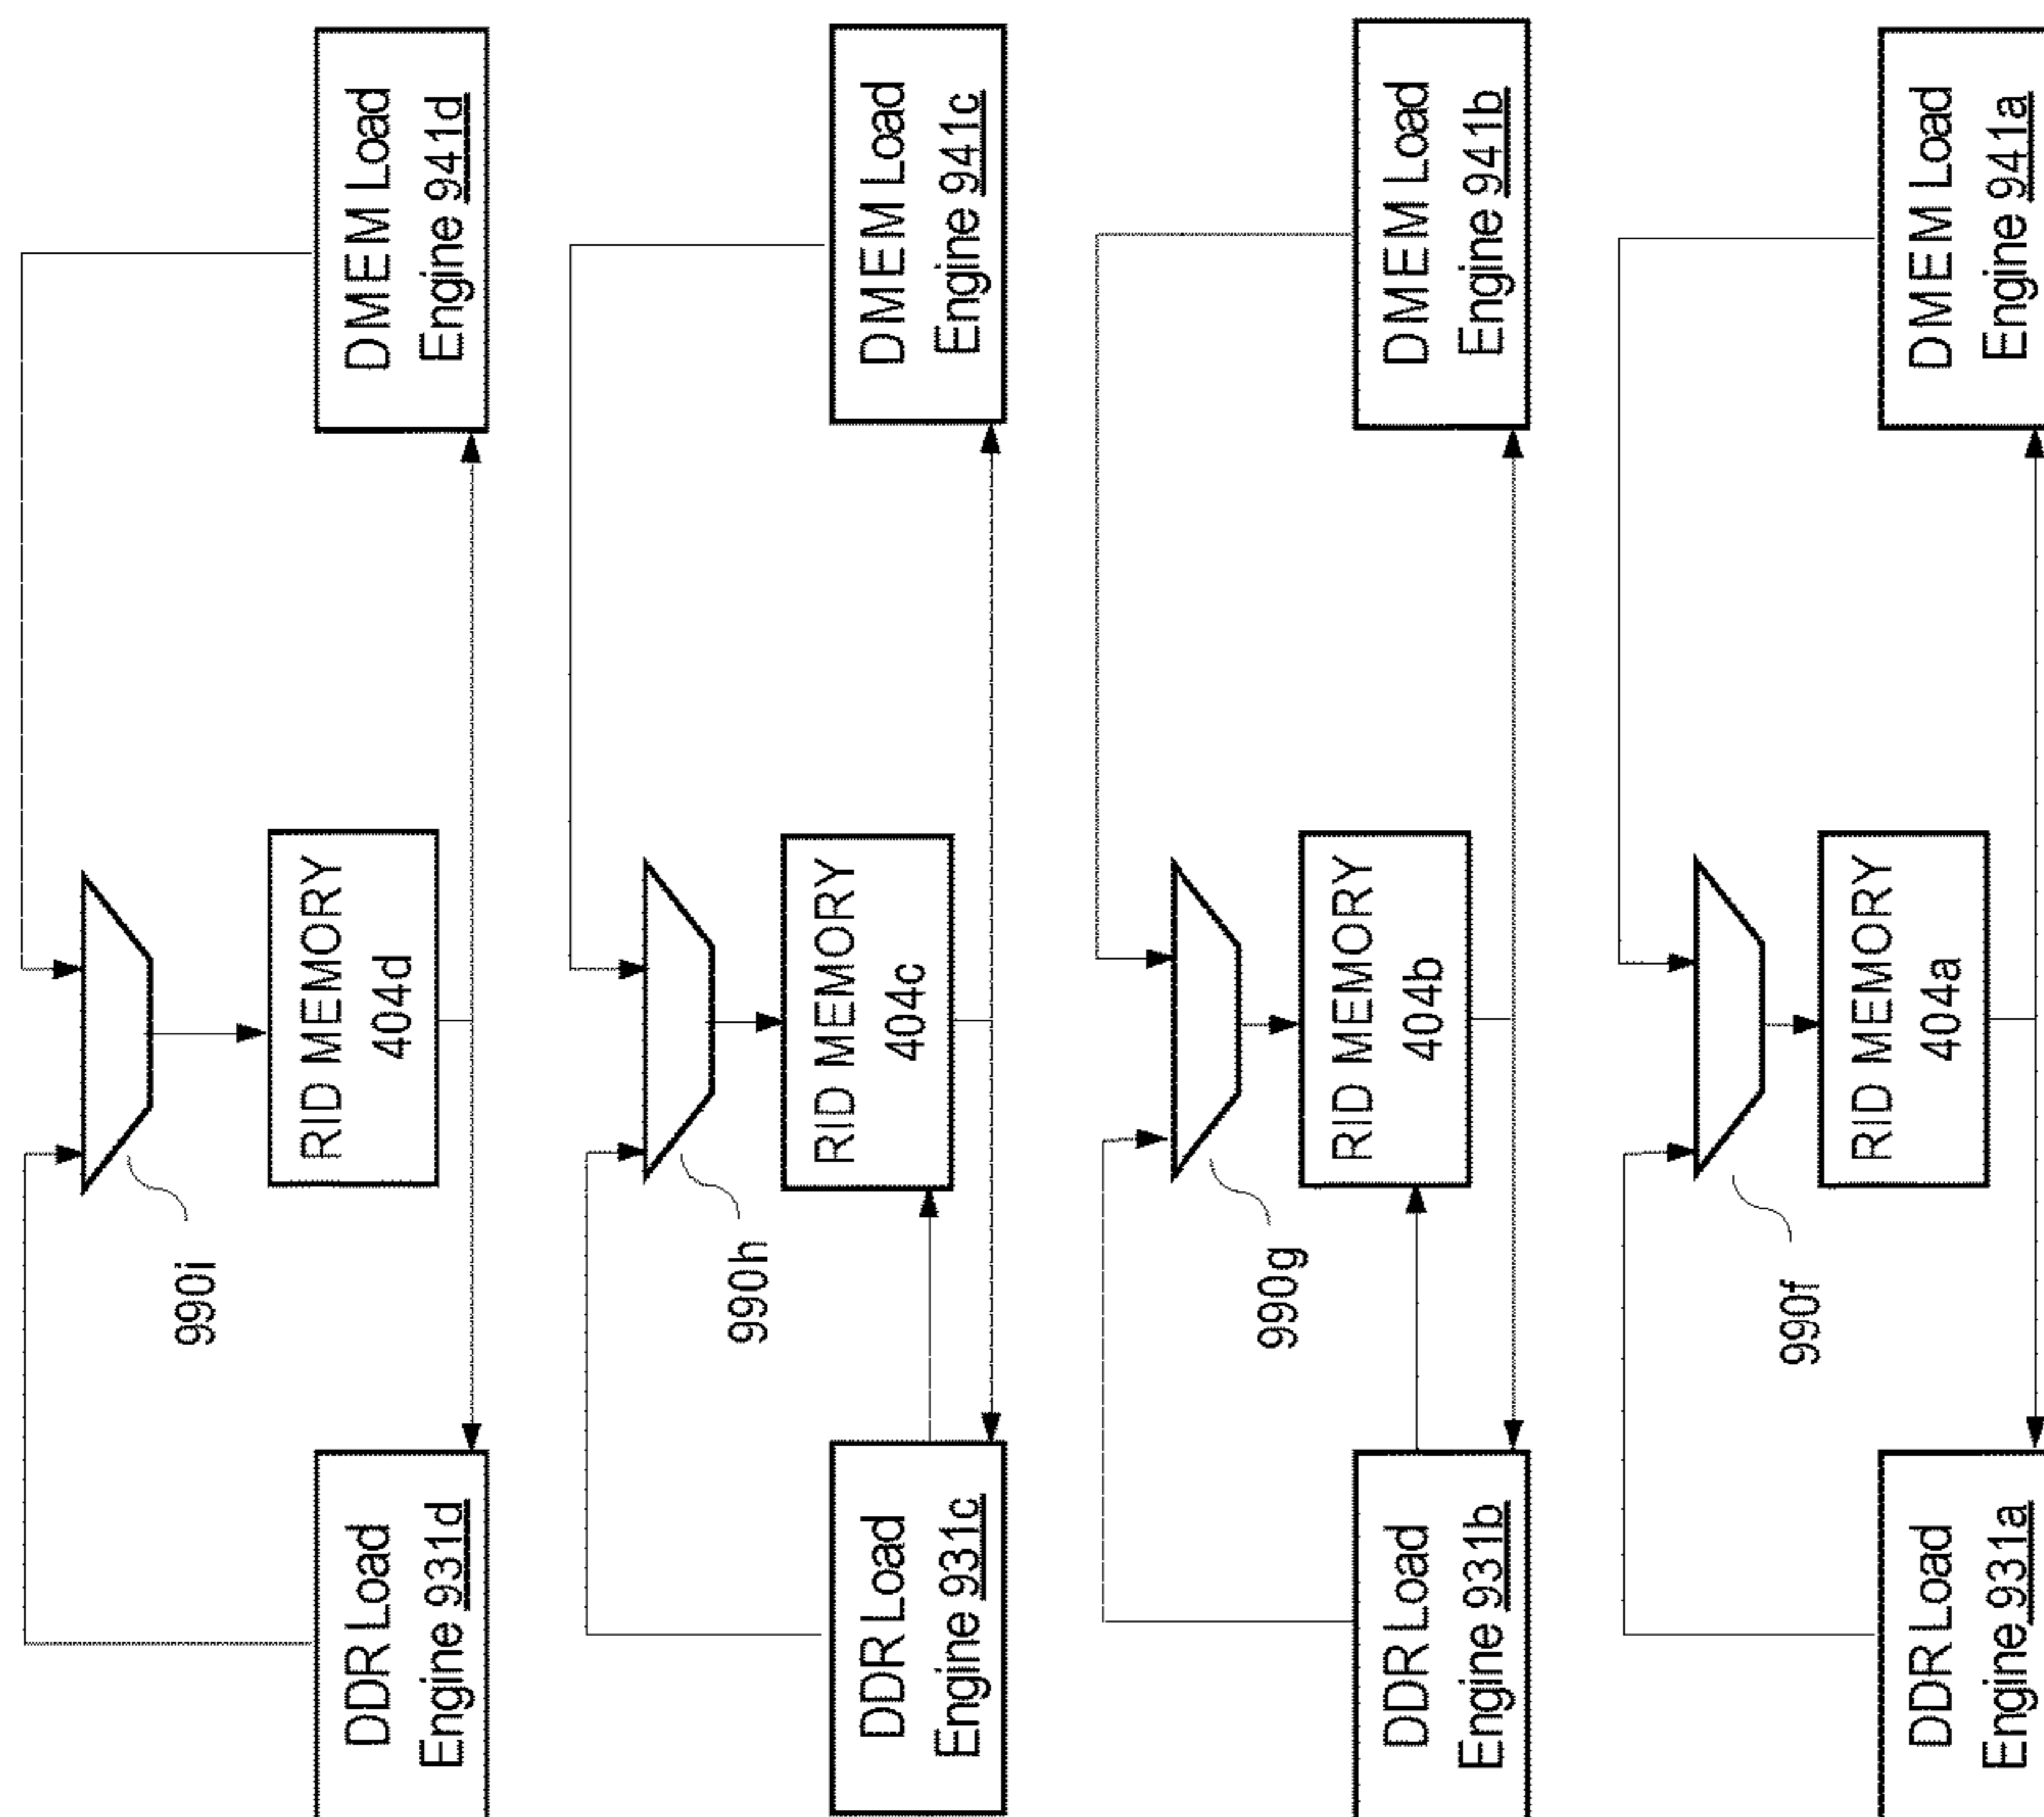 DMEM Load
Engine 941d
RID MEMORY
404d
990i
DDR Load
Engine 931d
DMEM Load
Engine 941c
RID MEMORY
404c
990h
DDR Load
Engine 931c
DMEM Load
Engine 941b
RID MEMORY
404b
990g
DDR Load
Engine 931b
DMEM Load
Engine 941a
RID MEMORY
404a
990f
DDR Load
Engine 931a